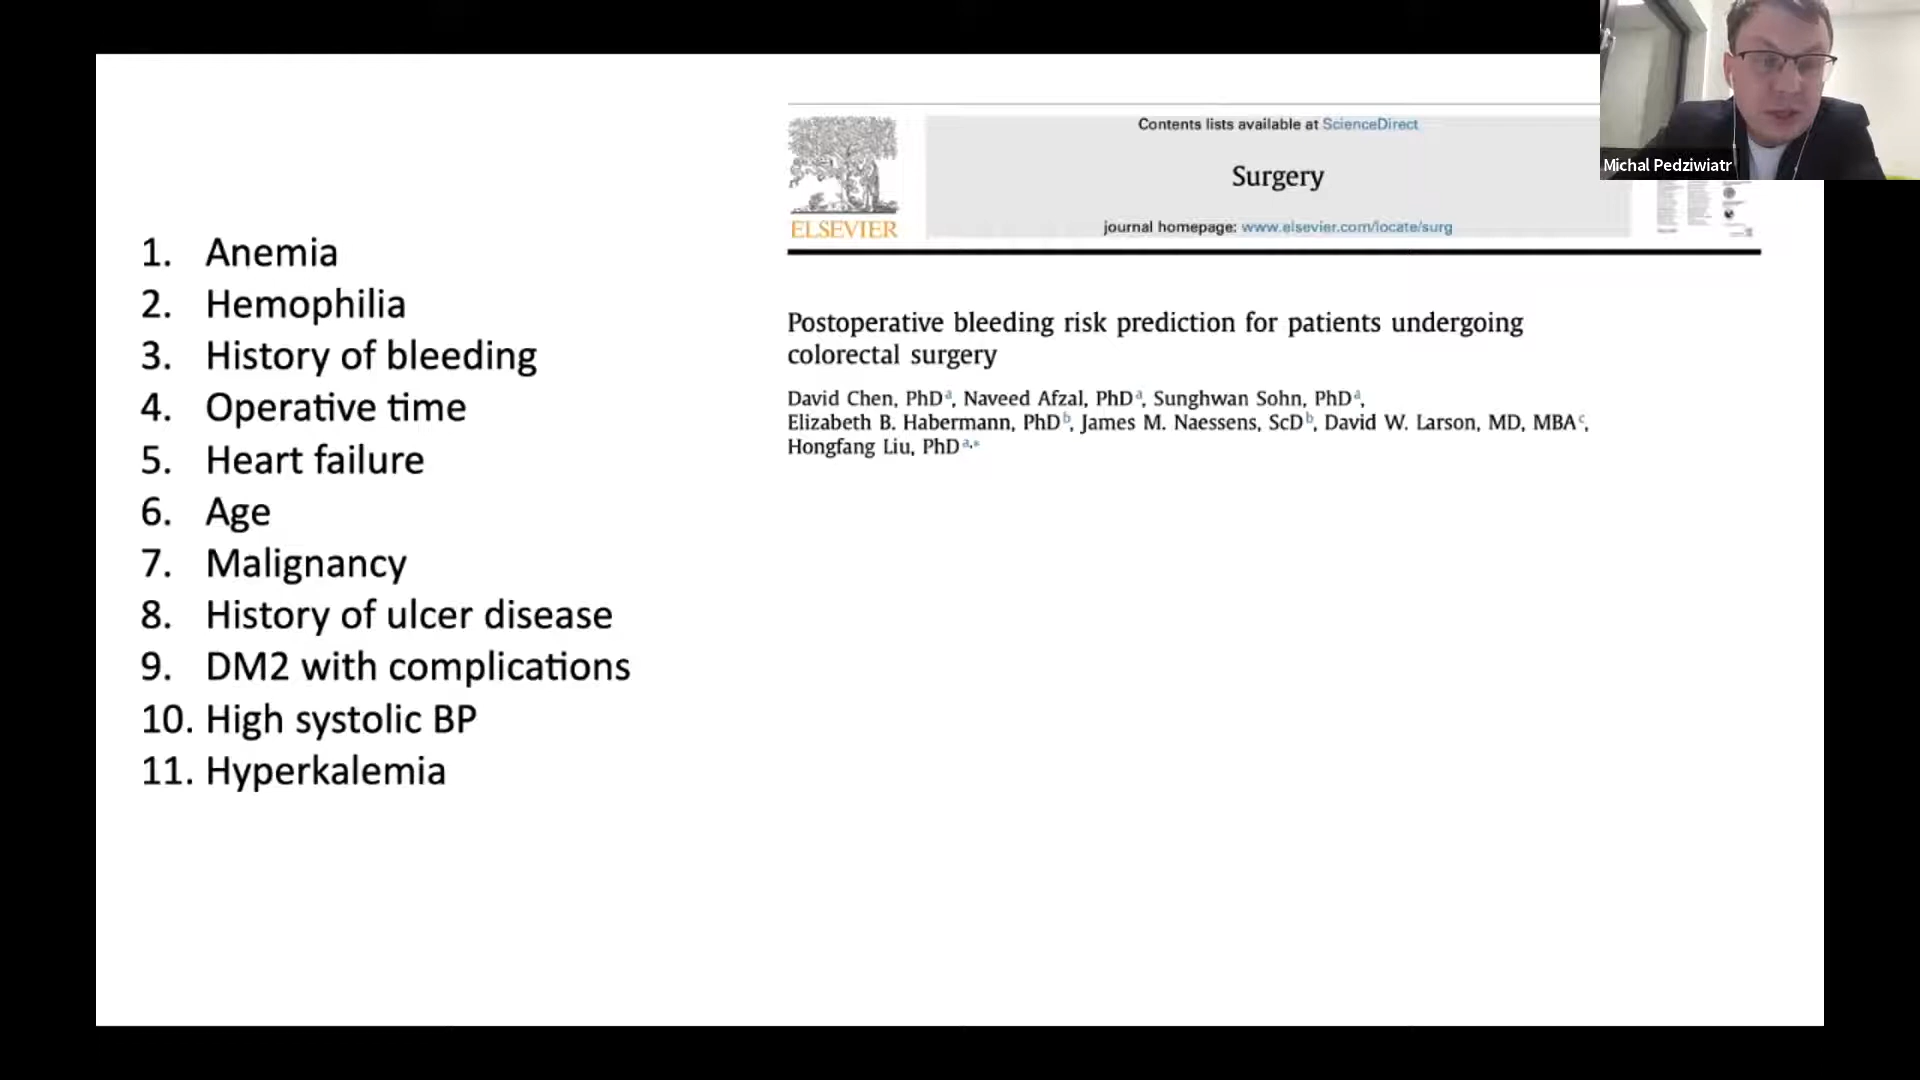 Michal Pedziwiatr
1. Anemia
2. Hemophilia
3. History of bleeding
4. Operative time
5. Heart failure
6. Age
7. Malignancy
8. History of ulcer disease
9. DM2 with complications
10. High systolic BP
11. Hyperkalemia
ELSEVIER
Contents lists available at ScienceDirect
Surgery
journal homepage: www.elsevier.com/locate/surg
Postoperative bleeding risk prediction for patients undergoing
colorectal surgery
David Chen, PhD a, Naveed Afzal, PhD a, Sunghwan Sohn, PhD a,
Elizabeth B. Habermann, PhD b, James M. Naessens, ScD b, David W. Larson, MD, MBA c,
Hongfang Liu, PhD a,*